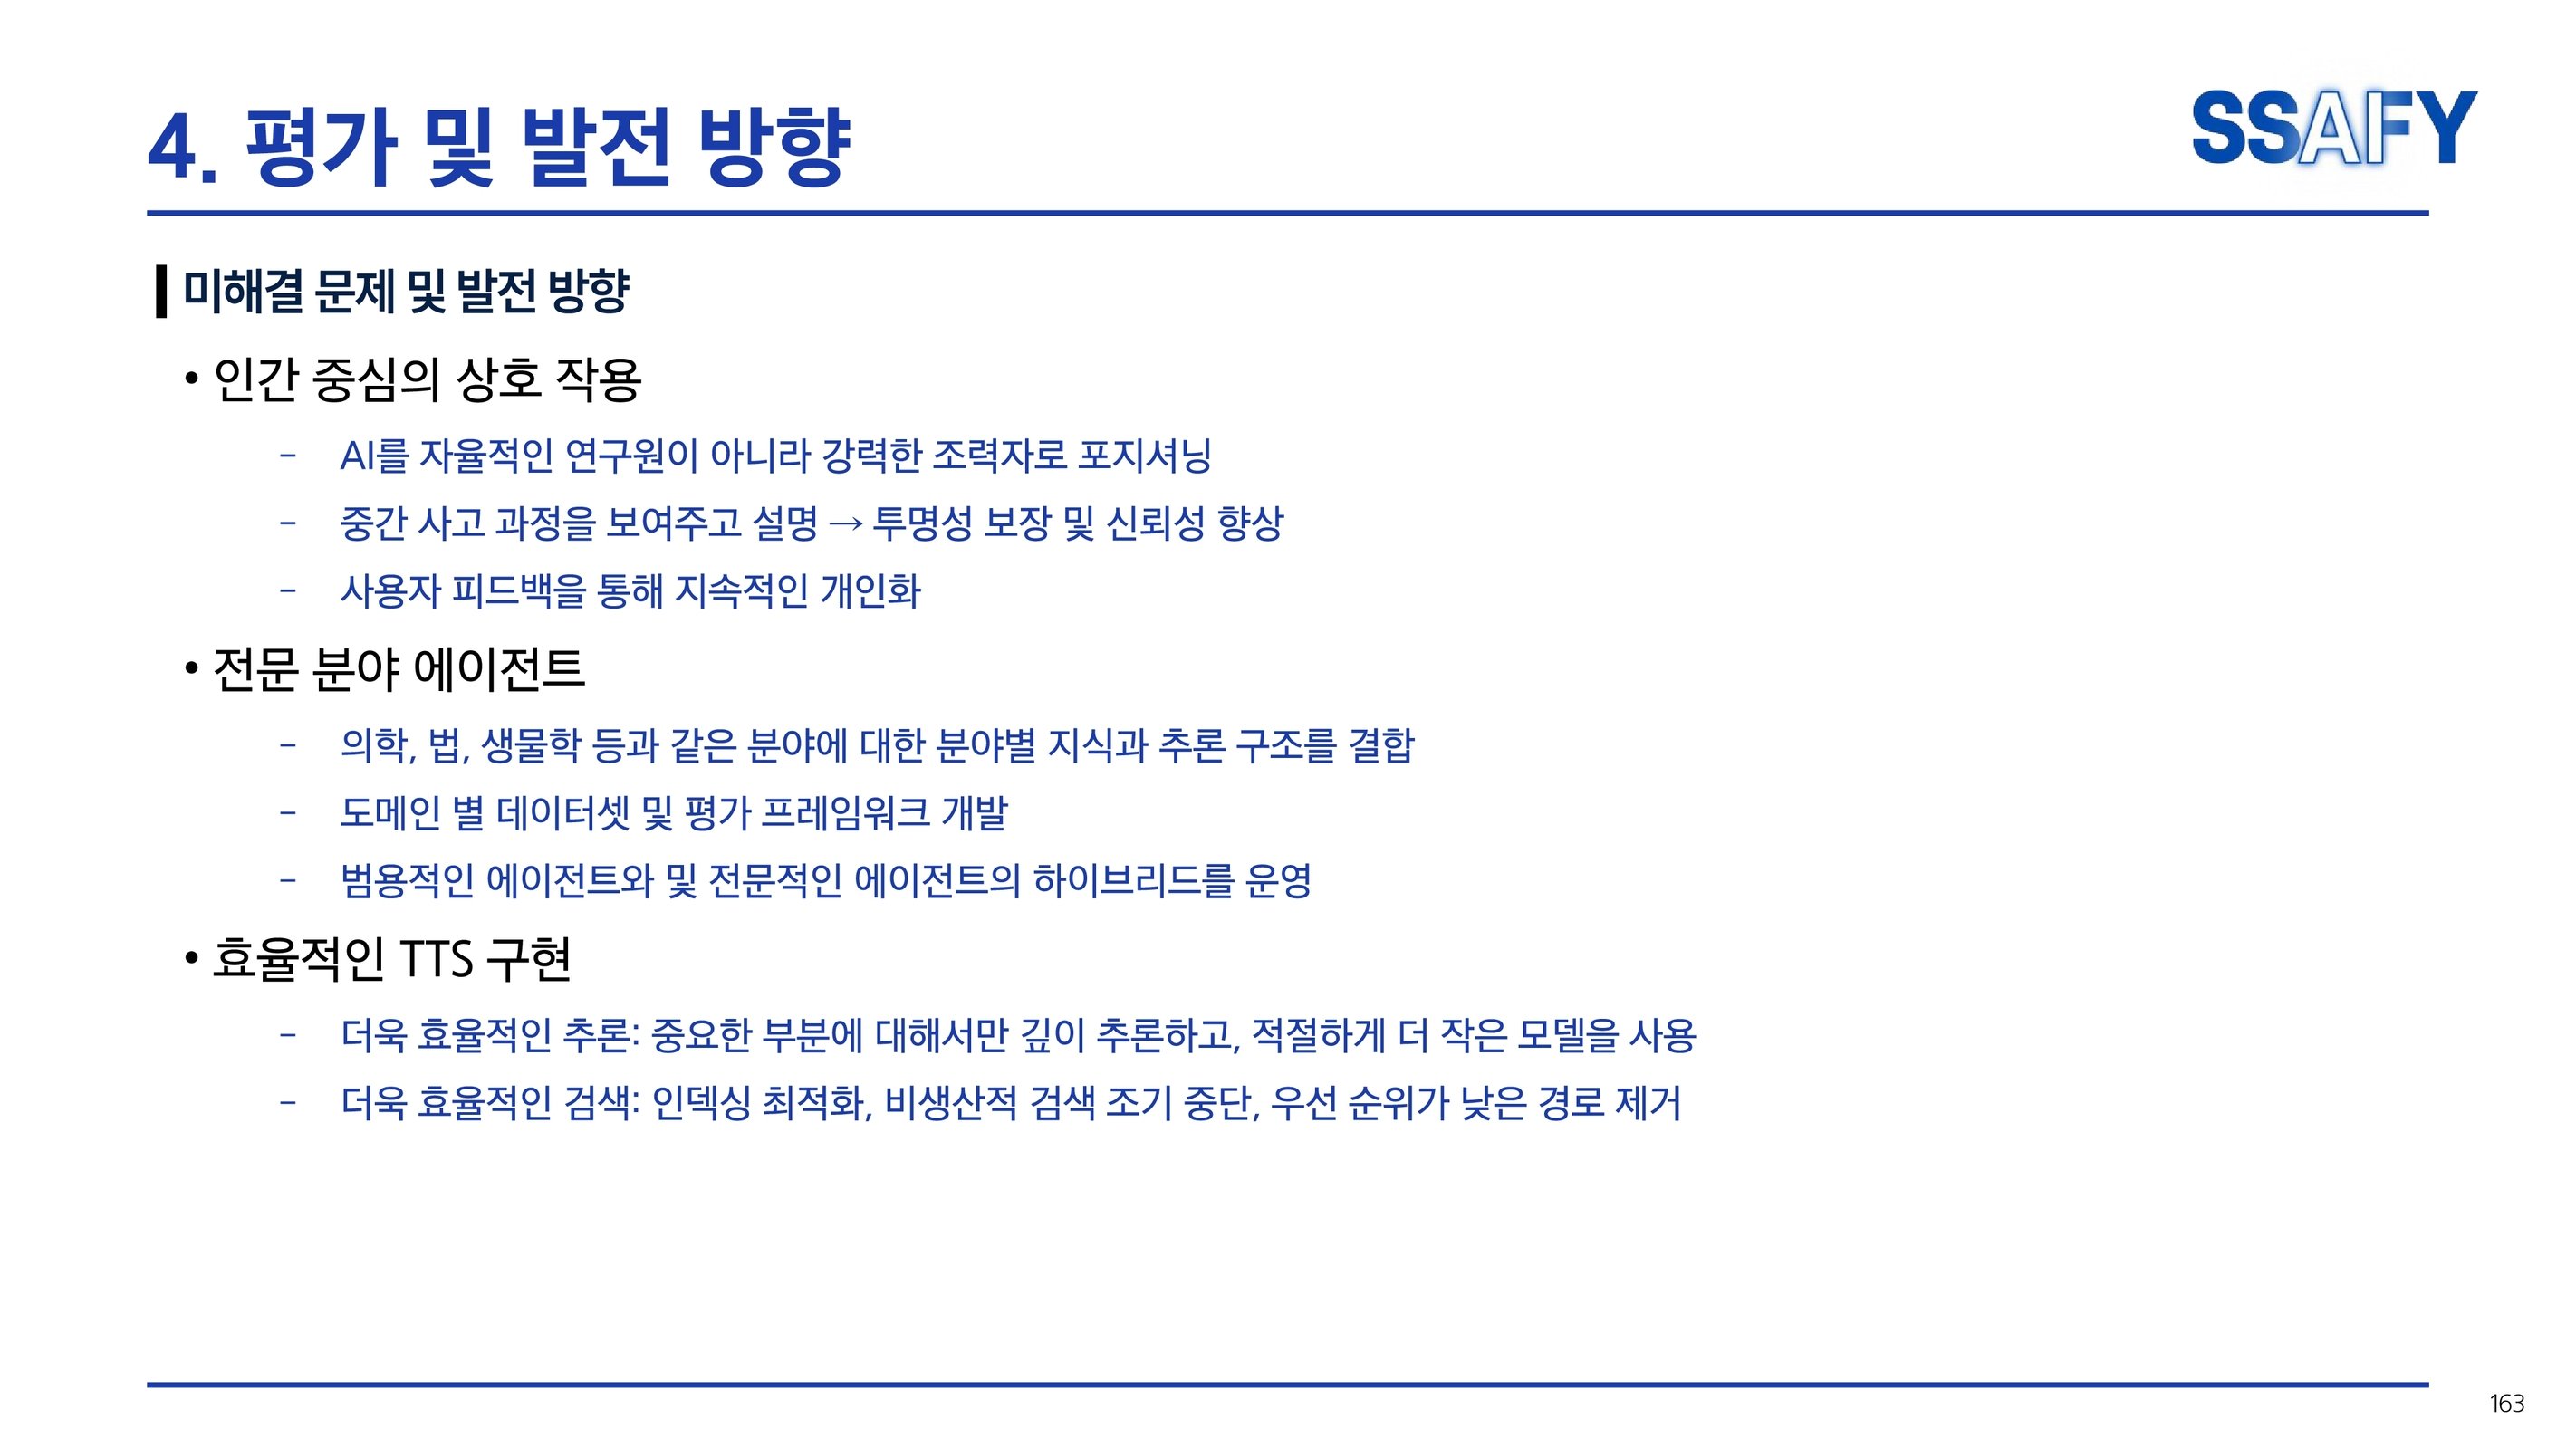 4. 평가 및 발전 방향
SSAFY
미해결 문제 및 발전 방향
• 인간 중심의 상호 작용
– AI를 자율적인 연구원이 아니라 강력한 조력자로 포지셔닝
– 중간 사고 과정을 보여주고 설명 → 투명성 보장 및 신뢰성 향상
– 사용자 피드백을 통해 지속적인 개인화
• 전문 분야 에이전트
– 의학, 법, 생물학 등과 같은 분야에 대한 분야별 지식과 추론 구조를 결합
– 도메인 별 데이터셋 및 평가 프레임워크 개발
– 범용적인 에이전트와 및 전문적인 에이전트의 하이브리드를 운영
• 효율적인 TTS 구현
– 더욱 효율적인 추론: 중요한 부분에 대해서만 깊이 추론하고, 적절하게 더 작은 모델을 사용
– 더욱 효율적인 검색: 인덱싱 최적화, 비생산적 검색 조기 중단, 우선 순위가 낮은 경로 제거
163